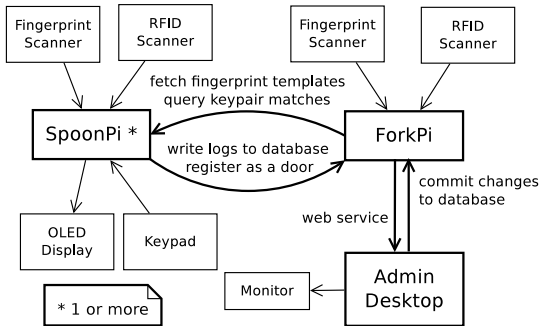 Fingerprint
Scanner
RFID
Scanner
Fingerprint
Scanner
RFID
Scanner
fetch fingerprint templates
query keypair matches
SpoonPi *
ForkPi
write logs to database
register as a door
commit changes
to database
web service
OLED
Display
Keypad
Admin
Desktop
Monitor
* 1 or more